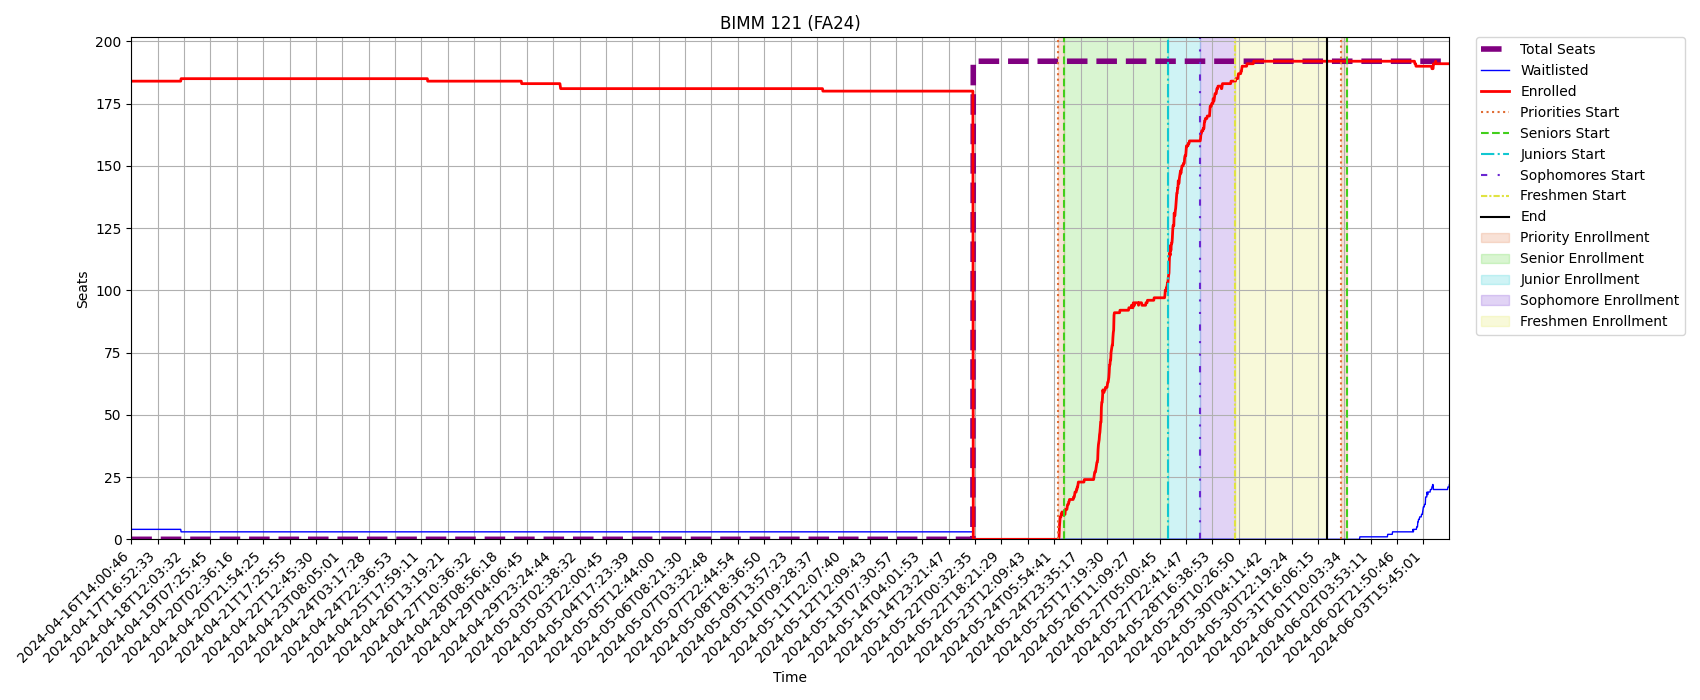 BIMM 121 (FA24)
Seats
200
175
150
125
100
75
50
25
0
2024-04-16T14:00:46
2024-04-17T16:52:33
2024-04-18T12:03:32
2024-04-19T07:25:45
2024-04-20T02:36:16
2024-04-20T21:54:25
2024-04-21T17:25:55
2024-04-22T12:45:30
2024-04-23T08:05:01
2024-04-24T03:17:28
2024-04-24T22:36:53
2024-04-25T17:59:11
2024-04-26T13:19:21
2024-04-27T10:36:32
2024-04-28T08:56:18
2024-04-29T04:06:45
2024-04-29T23:24:44
2024-05-03T02:38:32
2024-05-03T22:00:45
2024-05-04T17:23:39
2024-05-05T12:44:00
2024-05-06T08:21:30
2024-05-07T03:32:48
2024-05-07T22:44:54
2024-05-08T18:36:50
2024-05-09T13:57:23
2024-05-10T09:28:37
2024-05-11T12:07:40
2024-05-12T12:09:43
2024-05-13T07:30:57
2024-05-14T04:01:53
2024-05-14T23:21:47
2024-05-22T00:32:35
2024-05-22T18:21:29
2024-05-23T12:09:43
2024-05-24T05:54:41
2024-05-24T23:35:17
2024-05-25T17:19:30
2024-05-26T11:09:27
2024-05-27T05:00:45
2024-05-27T22:41:47
2024-05-28T16:38:53
2024-05-29T10:26:50
2024-05-30T04:11:42
2024-05-30T22:19:24
2024-05-31T16:06:15
2024-06-01T10:03:34
2024-06-02T03:53:11
2024-06-02T21:50:46
2024-06-03T15:45:01
Time
Total Seats
Waitlisted
Enrolled
Priorities Start
Seniors Start
Juniors Start
Sophomores Start
Freshmen Start
End
Priority Enrollment
Senior Enrollment
Junior Enrollment
Sophomore Enrollment
Freshmen Enrollment